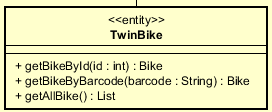 <<entity>>
TwinBike
+ getBikeById(id : int) : Bike
+ getBikeByBarcode(barcode : String) : Bike
+ getAllBike() : List